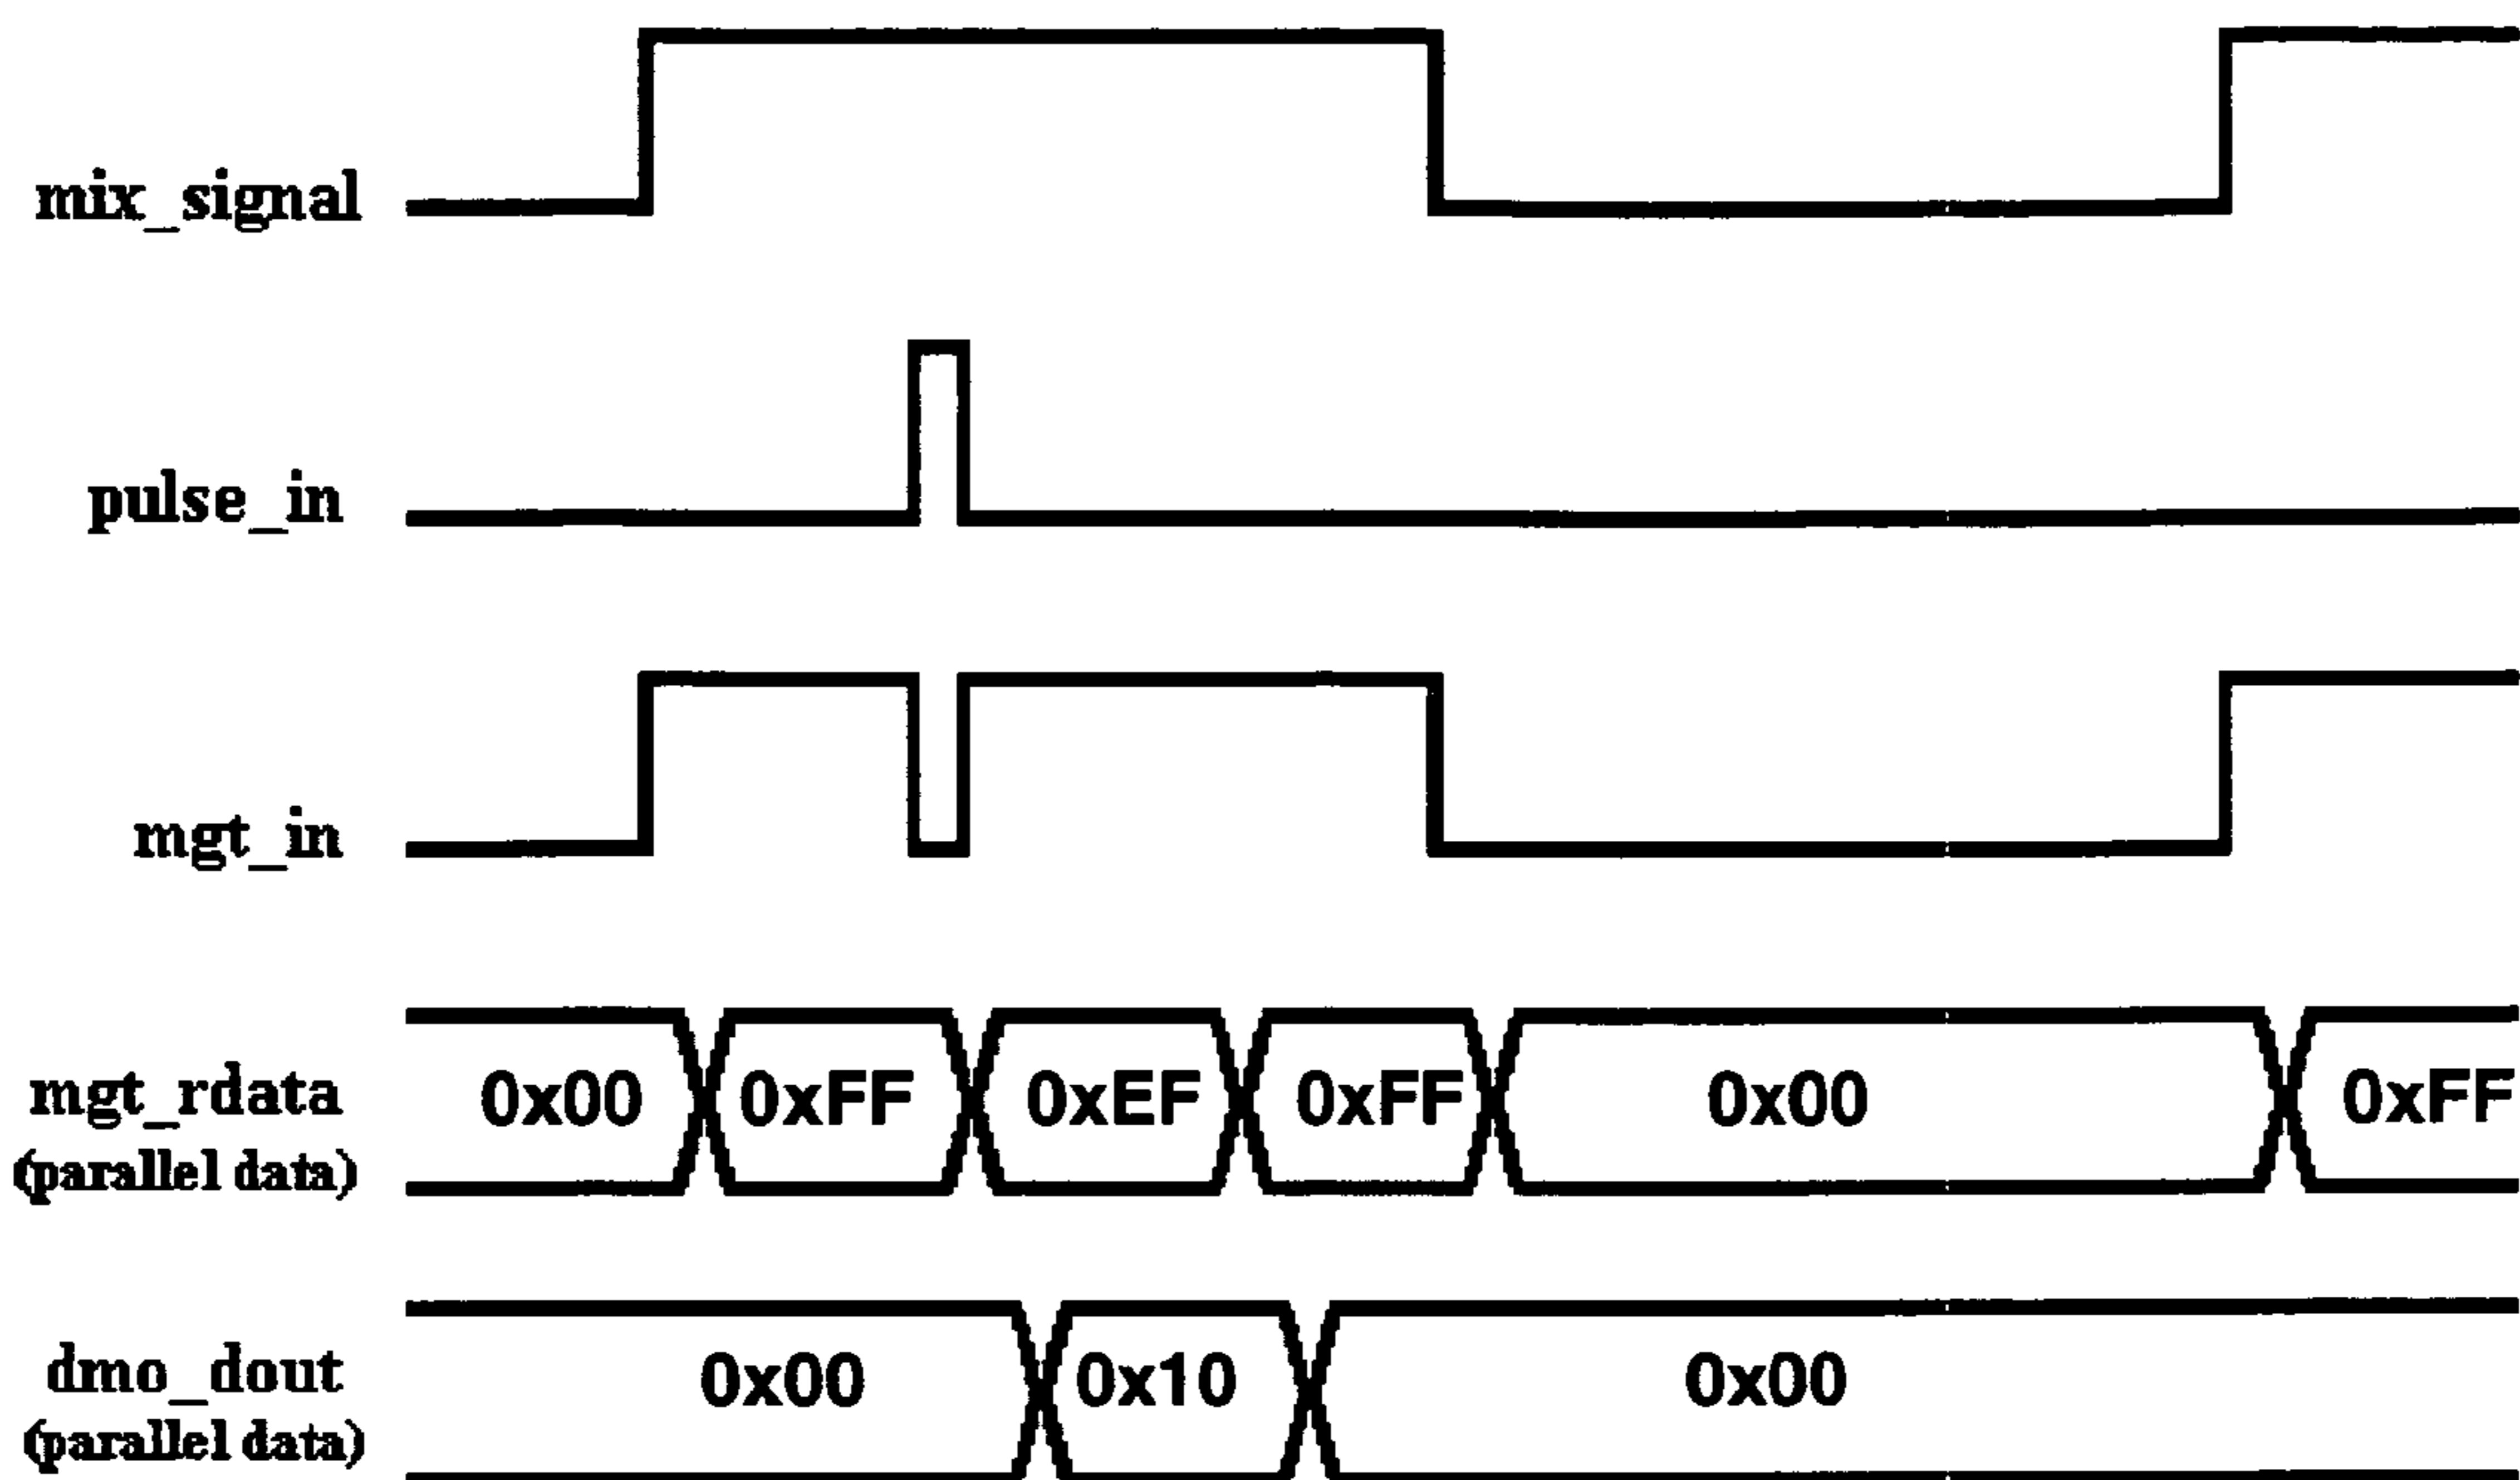 mix_signal
pulse_in
mgt_in
mgt_rdata
(parallel data)
0x00 0xFF 0xEF 0xFF 0x00 0xFF
dmo_dout
(parallel data)
0x00 0x10 0x00